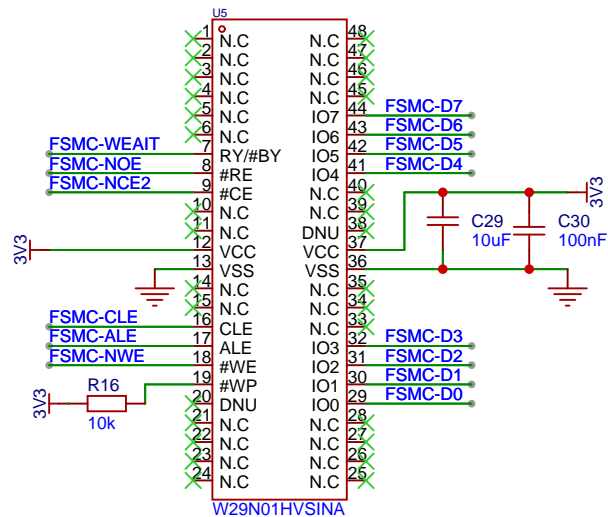 U5
1 N.C N.C 48
2 N.C N.C 47
3 N.C N.C 46
4 N.C N.C 45
5 N.C IO7 44 FSMC-D7
6 N.C IO6 43 FSMC-D6
FSMC-WEAIT 7 RY/#BY IO5 42 FSMC-D5
FSMC-NOE 8 #RE IO4 41 FSMC-D4
FSMC-NCE2 9 #CE N.C 40
10 N.C N.C 39
11 N.C DNU 38
3V3 12 VCC VCC 37 3V3
C29 10uF
C30 100nF
13 VSS VSS 36
14 N.C N.C 35
15 N.C N.C 34
FSMC-CLE 16 CLE N.C 33
FSMC-ALE 17 ALE IO3 32 FSMC-D3
FSMC-NWE 18 #WE IO2 31 FSMC-D2
3V3 R16 10k 19 #WP IO1 30 FSMC-D1
20 DNU IO0 29 FSMC-D0
21 N.C N.C 28
22 N.C N.C 27
23 N.C N.C 26
24 N.C N.C 25
W29N01HVSINA